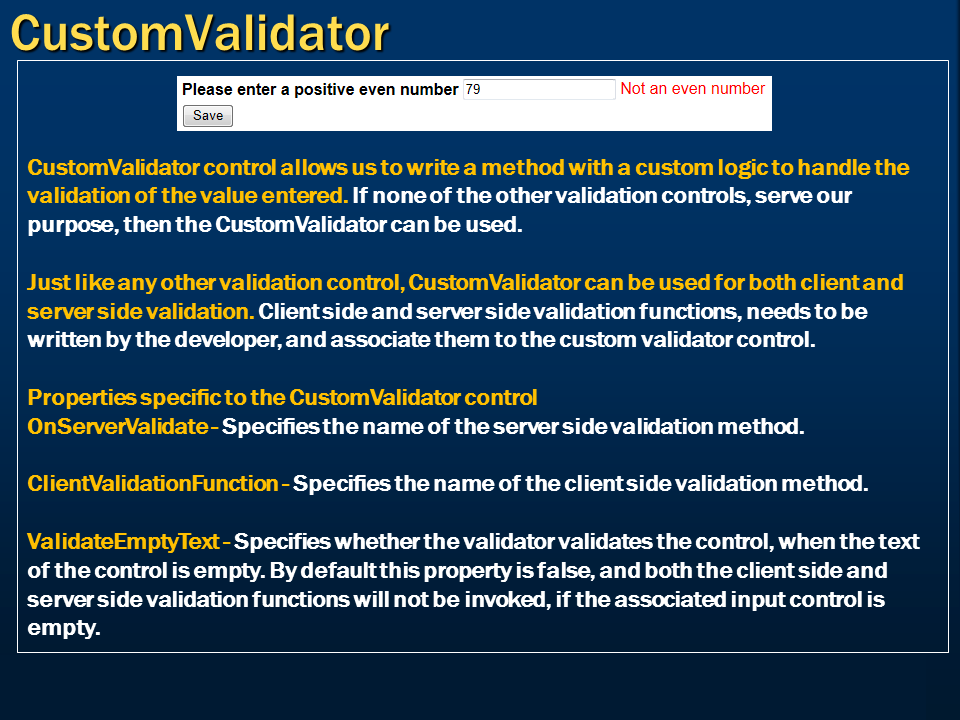 CustomValidator
Please enter a positive even number 79 Not an even number
Save
CustomValidator control allows us to write a method with a custom logic to handle the
validation of the value entered. If none of the other validation controls, serve our
purpose, then the CustomValidator can be used.
Just like any other validation control, CustomValidator can be used for both client and
server side validation. Client side and server side validation functions, needs to be
written by the developer, and associate them to the custom validator control.
Properties specific to the CustomValidator control
OnServerValidate - Specifies the name of the server side validation method.
ClientValidationFunction - Specifies the name of the client side validation method.
ValidateEmptyText - Specifies whether the validator validates the control, when the text
of the control is empty. By default this property is false, and both the client side and
server side validation functions will not be invoked, if the associated input control is
empty.